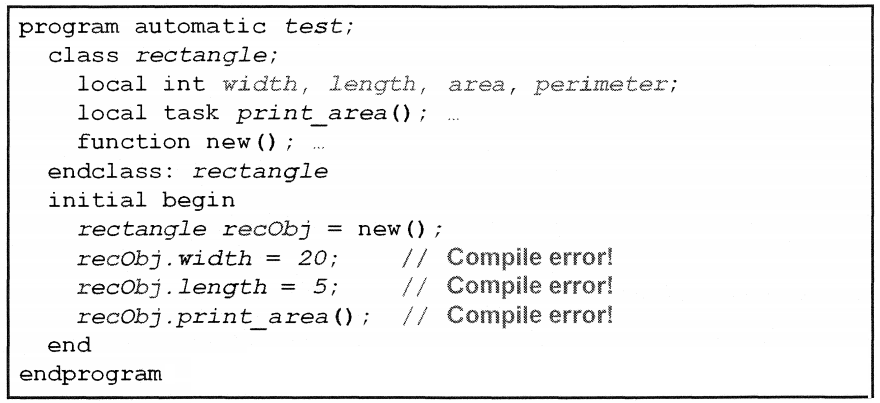 program automatic test;
class rectangle;
local int width, length, area, perimeter;
local task print_area(); …
function new(); …
endclass: rectangle
initial begin
rectangle recObj = new();
recObj.width = 20; // Compile error!
recObj.length = 5; // Compile error!
recObj.print_area(); // Compile error!
end
endprogram